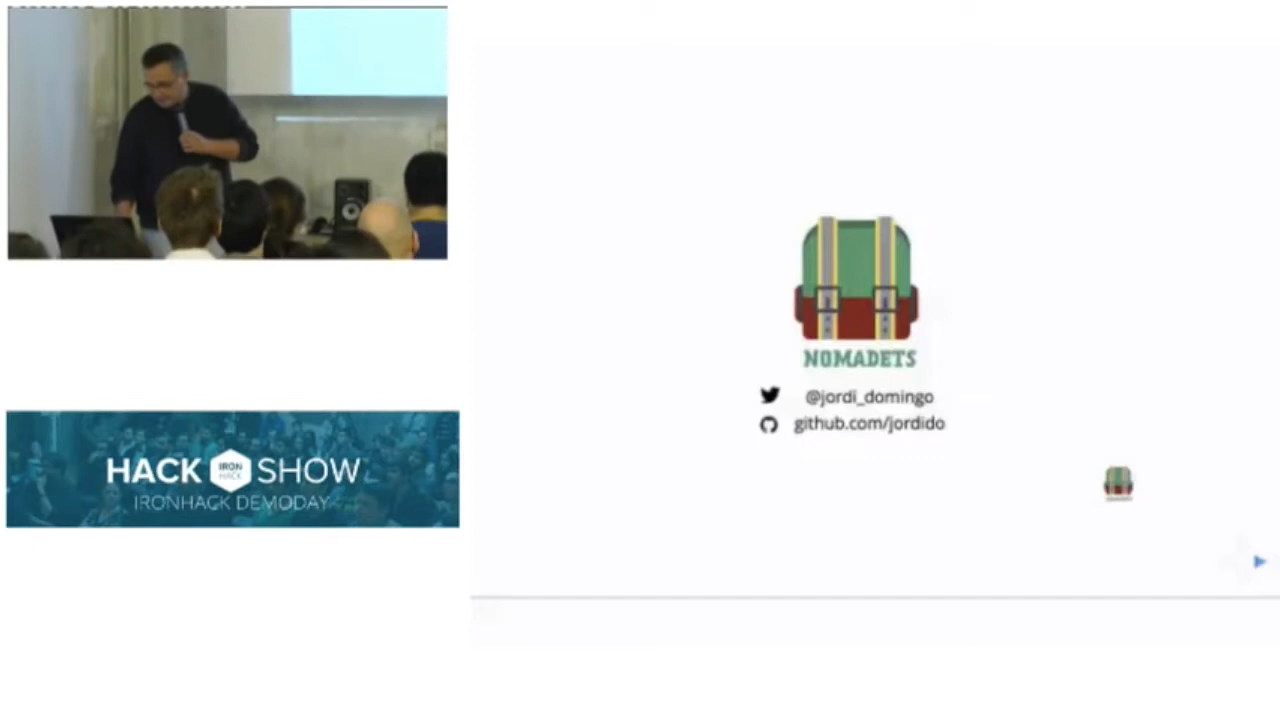 HACK IRON HACK SHOW
IRONHACK DEMODAY
NOMADETS
@jordi_domingo
github.com/jordido